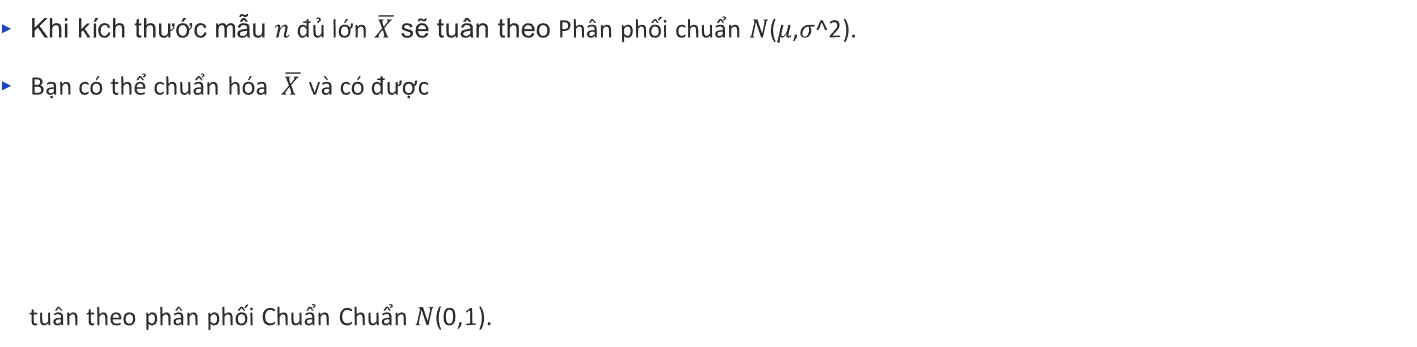 ▸ Khi kích thước mẫu 𝑛 đủ lớn X̅ sẽ tuân theo Phân phối chuẩn 𝑁(𝜇,𝜎^2).
▸ Bạn có thể chuẩn hóa X̅ và có được
tuân theo phân phối Chuẩn Chuẩn 𝑁(0,1).